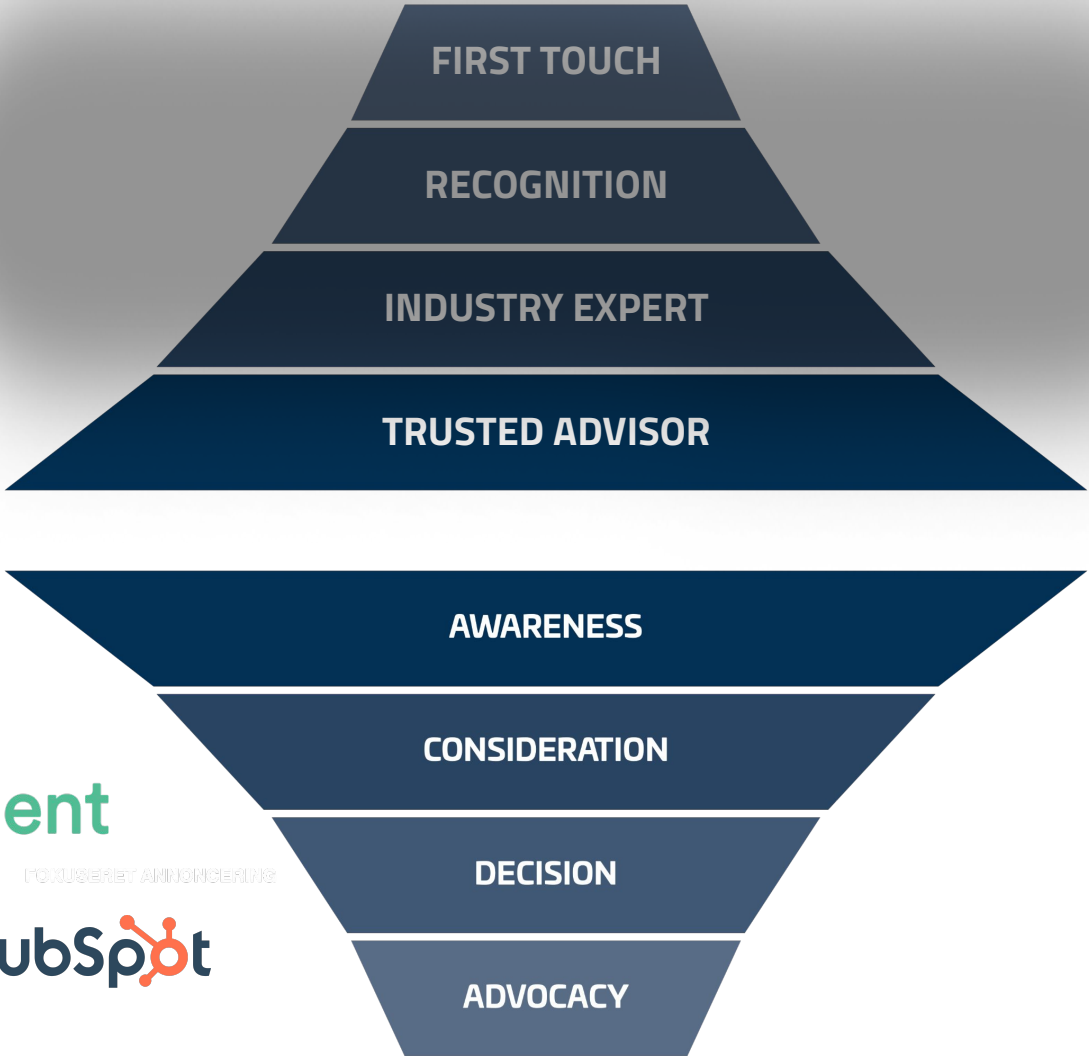 FIRST TOUCH
RECOGNITION
INDUSTRY EXPERT
TRUSTED ADVISOR
AWARENESS
CONSIDERATION
ent
FOKUSERET ANNONCERING
DECISION
ubSpot
ADVOCACY